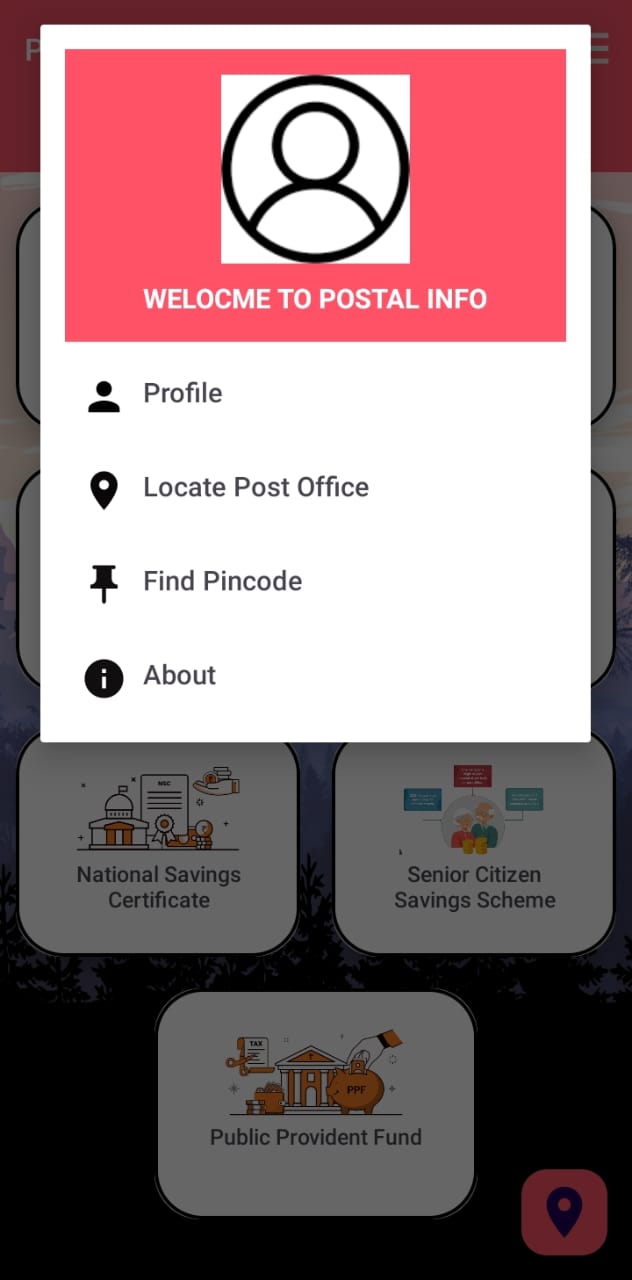 P
WELOCME TO POSTAL INFO
Profile
Locate Post Office
Find Pincode
About
NSC
National Savings
Certificate
Senior Citizen
Savings Scheme
TAX
PPF
Public Provident Fund